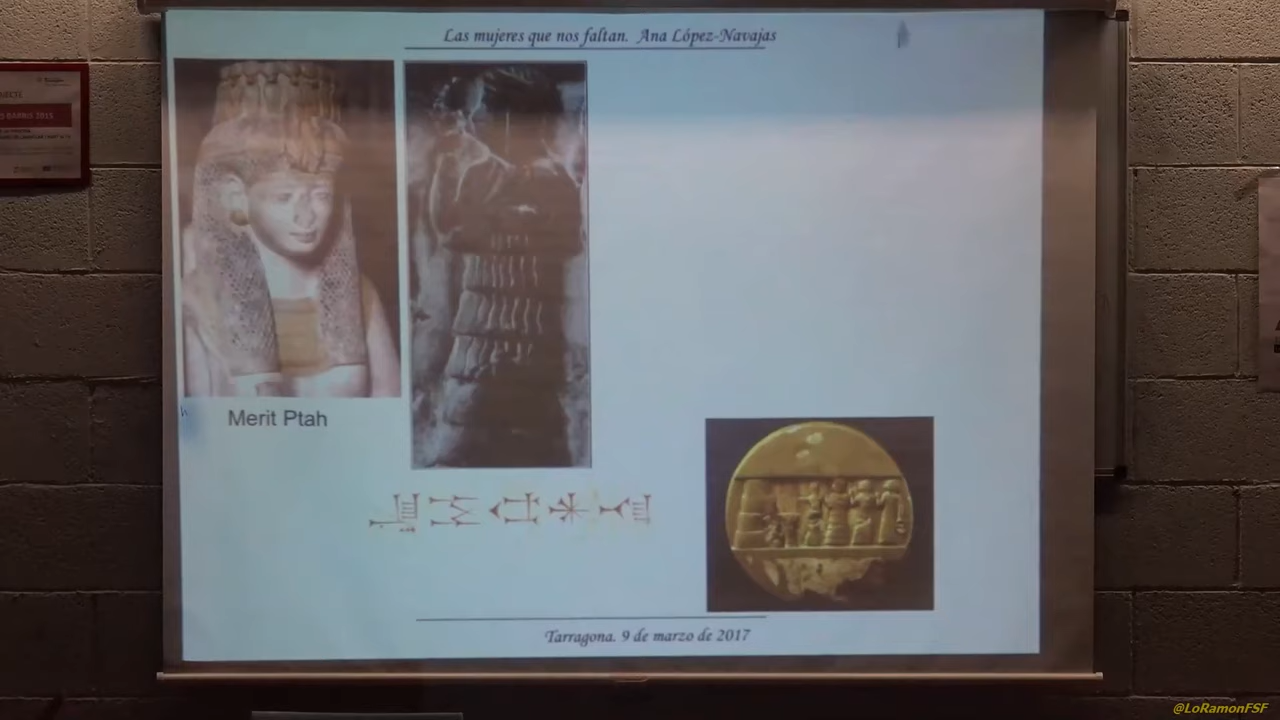 Las mujeres que nos faltan. Ana López-Navajas
Merit Ptah
Tarragona. 9 de marzo de 2017
@LoRamonFSF